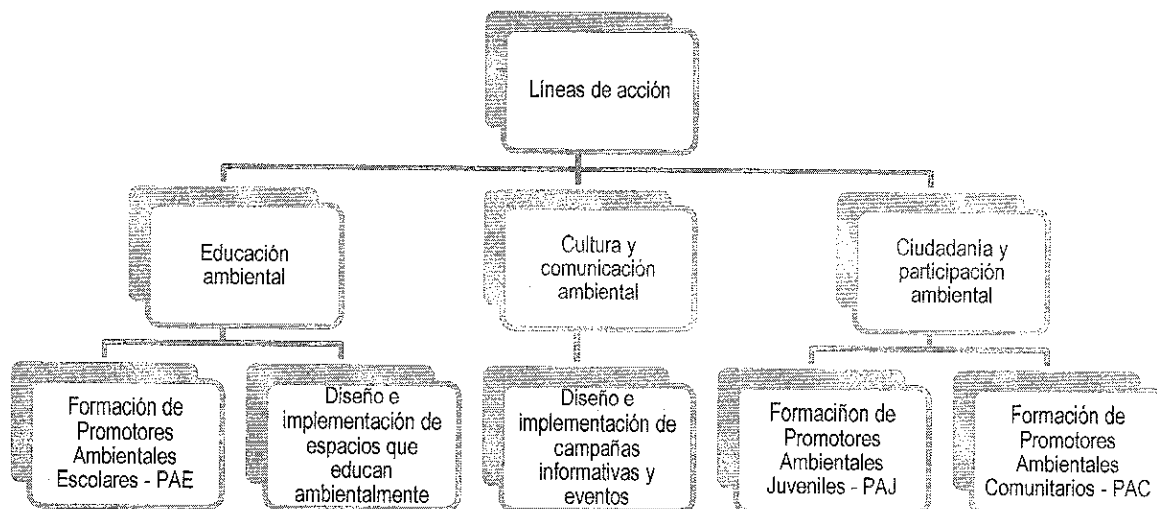 Líneas de acción
Educación
ambiental
Cultura y
comunicación
ambiental
Ciudadanía y
participación
ambiental
Formación de
Promotores
Ambientales
Escolares - PAE
Diseño e
implementación de
espacios que
educan
ambientalmente
Diseño e
implementación de
campañas
informativas y
eventos
Formaciñon de
Promotores
Ambientales
Juveniles - PAJ
Formación de
Promotores
Ambientales
Comunitarios - PAC